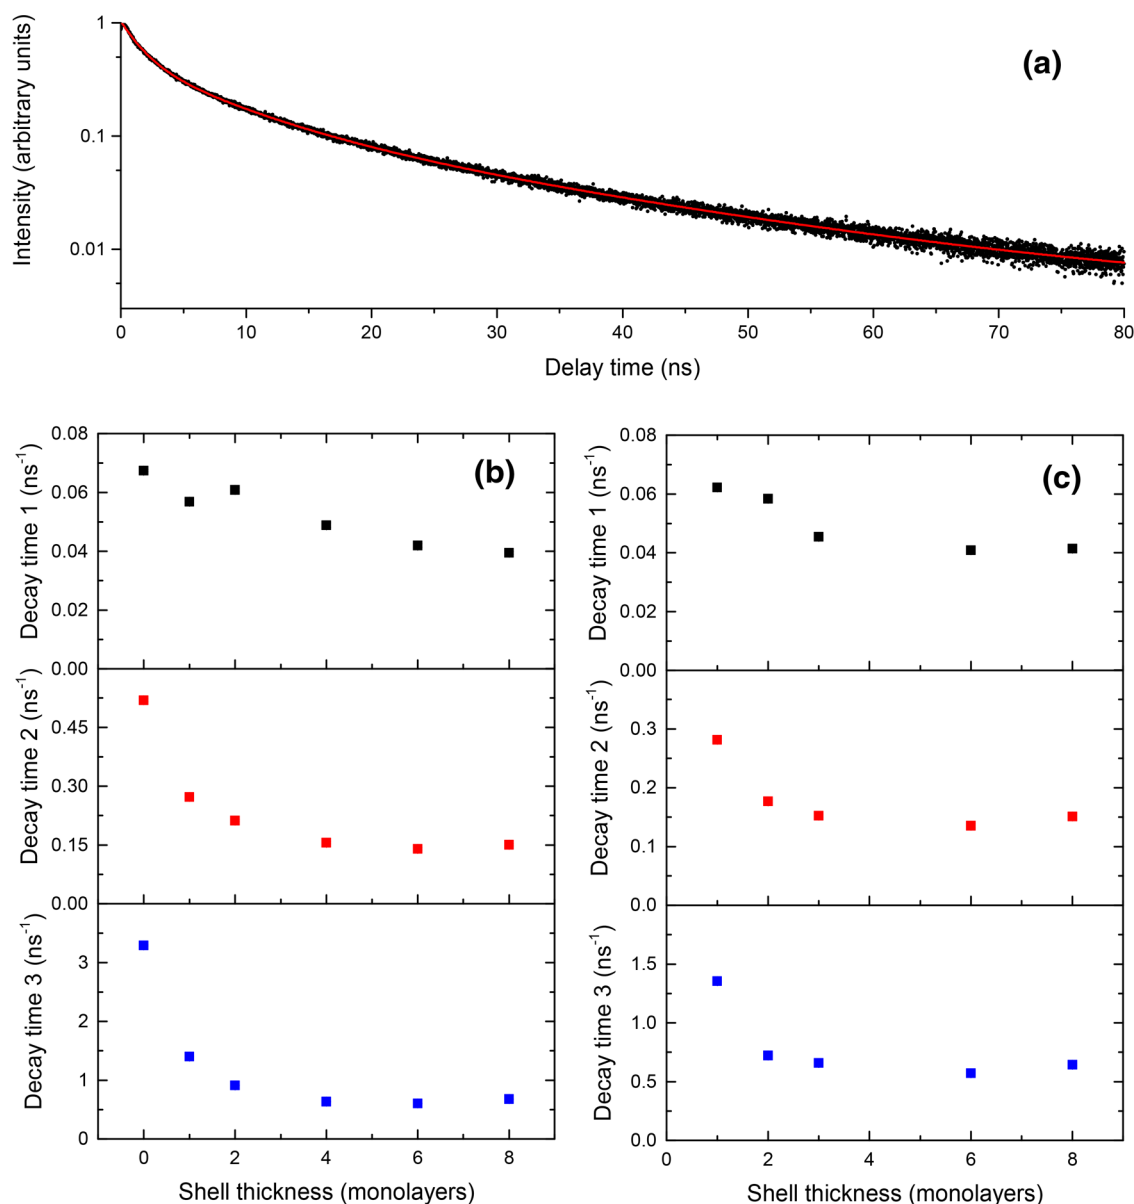 (a)
Intensity (arbitrary units)
1
0.1
0.01
0 10 20 30 40 50 60 70 80
Delay time (ns)
(b)
Decay time 1 (ns⁻¹)
0.08
0.06
0.04
0.02
0.00
Decay time 2 (ns⁻¹)
0.45
0.30
0.15
0.00
Decay time 3 (ns⁻¹)
3
2
1
0
0 2 4 6 8
Shell thickness (monolayers)
(c)
Decay time 1 (ns⁻¹)
0.08
0.06
0.04
0.02
0.00
Decay time 2 (ns⁻¹)
0.3
0.2
0.1
0.0
Decay time 3 (ns⁻¹)
1.5
1.0
0.5
0.0
0 2 4 6 8
Shell thickness (monolayers)